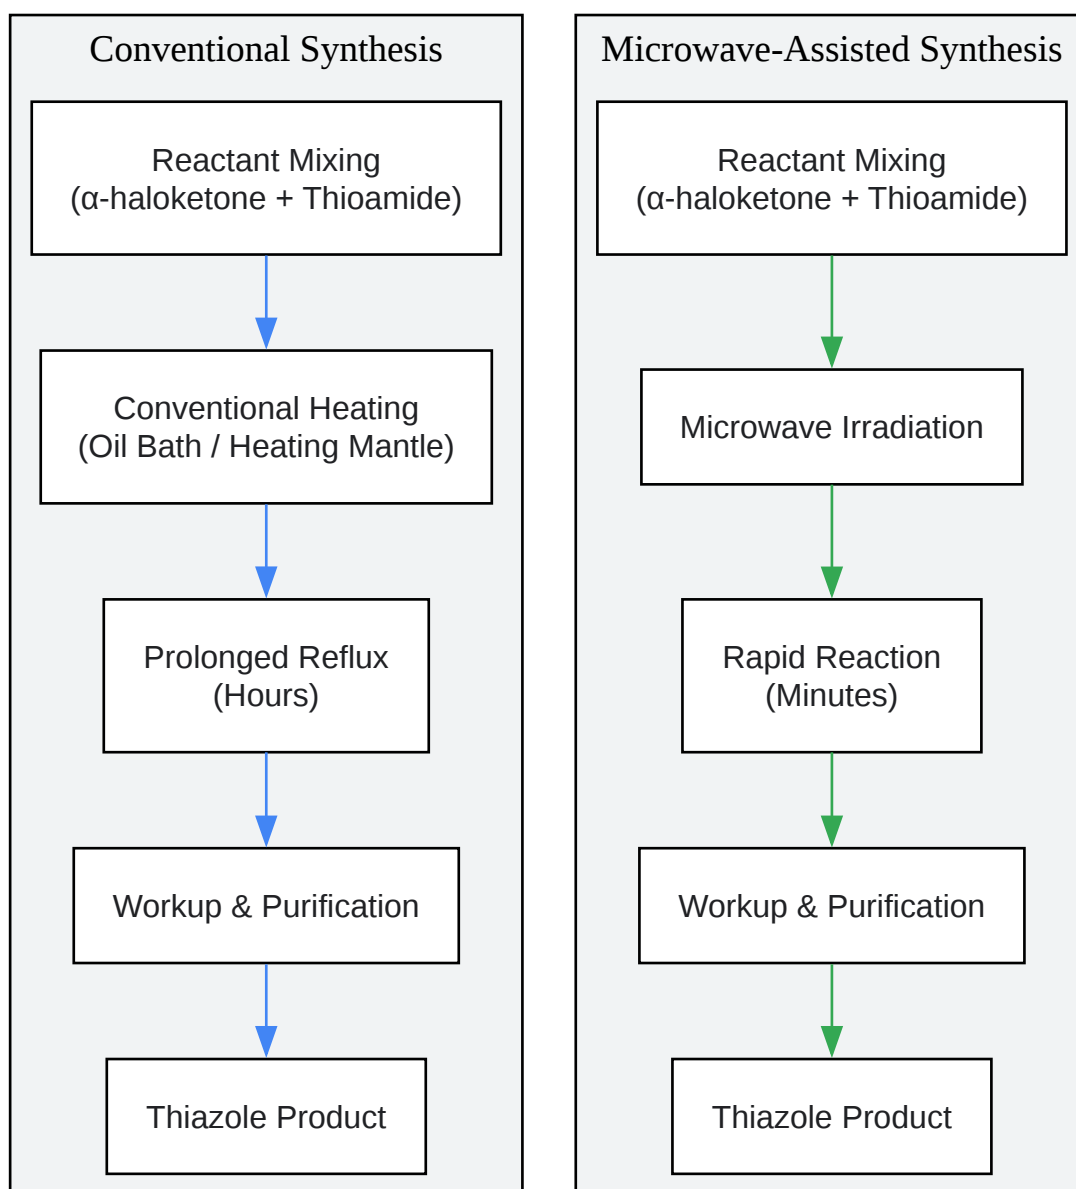 Conventional Synthesis
Reactant Mixing
(α-haloketone + Thioamide)
Conventional Heating
(Oil Bath / Heating Mantle)
Prolonged Reflux
(Hours)
Workup & Purification
Thiazole Product
Microwave-Assisted Synthesis
Reactant Mixing
(α-haloketone + Thioamide)
Microwave Irradiation
Rapid Reaction
(Minutes)
Workup & Purification
Thiazole Product